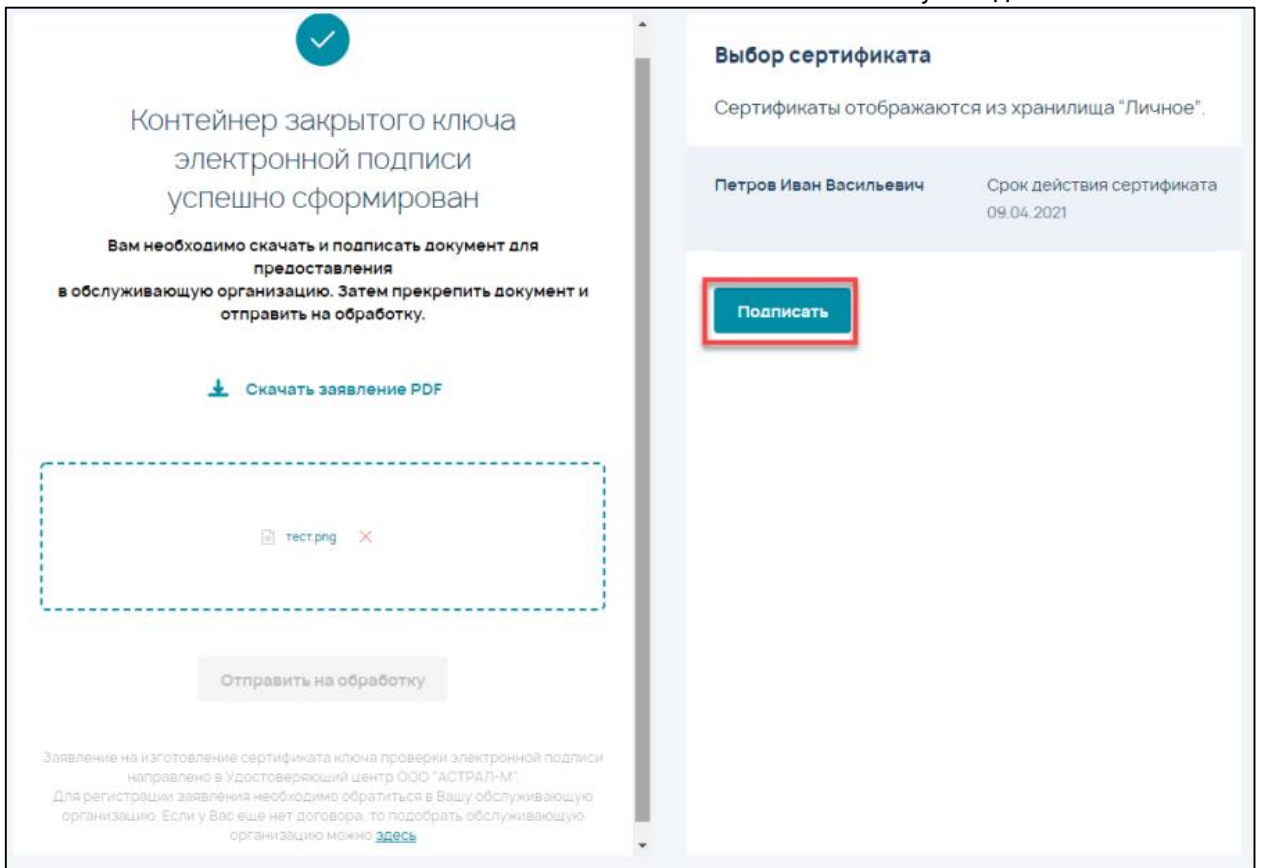 Контейнер закрытого ключа
электронной подписи
успешно сформирован
Вам необходимо скачать и подписать документ для
предоставления
в обслуживающую организацию. Затем прекрепить документ и
отправить на обработку.
Скачать заявление PDF
тест.png
Отправить на обработку
Заявление на изготовление сертификата ключа проверки электронной подписи
направлено в Удостоверяющий центр ООО "АСТРАЛ-М".
Для регистрации заявления необходимо обратиться в Вашу обслуживающую
организацию. Если у Вас еще нет договора, то подобрать обслуживающую
организацию можно здесь
Выбор сертификата
Сертификаты отображаются из хранилища "Личное".
Петров Иван Васильевич
Срок действия сертификата
09.04.2021
Подписать